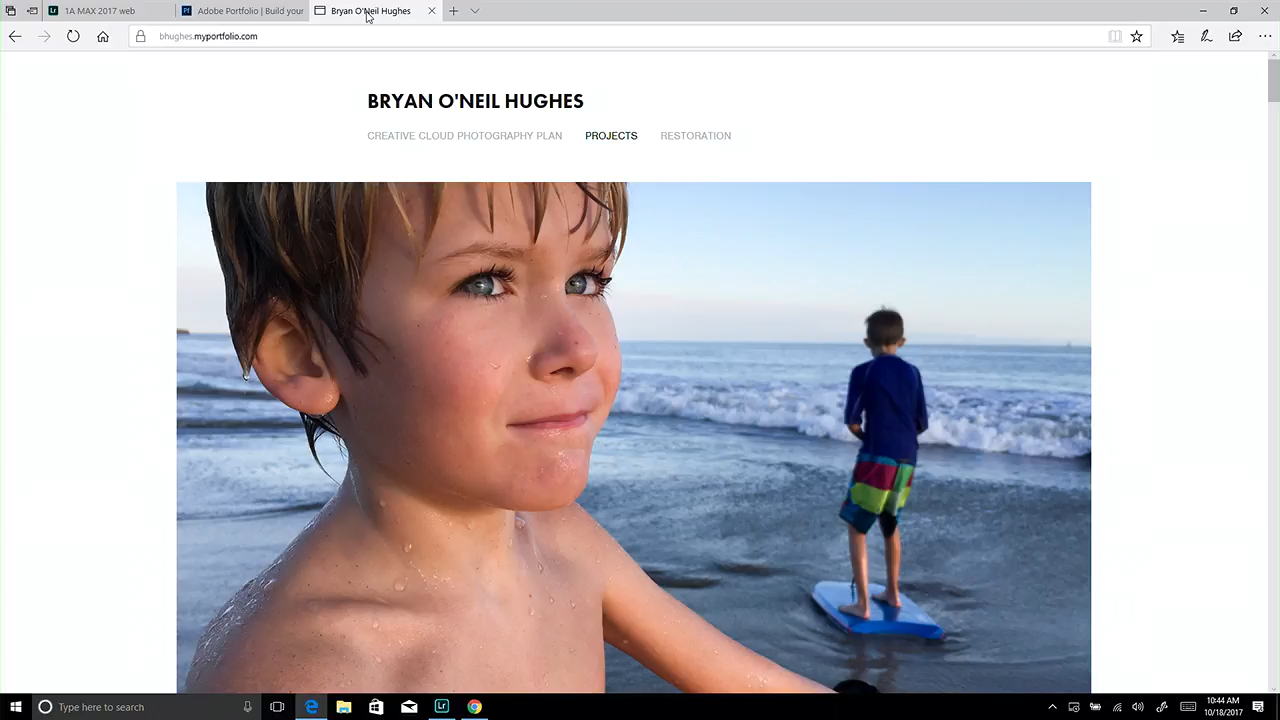 1A MAX 2017 web
Adobe Portfolio | Build your
Bryan O'Neil Hughes
bhughes.myportfolio.com
BRYAN O'NEIL HUGHES
CREATIVE CLOUD PHOTOGRAPHY PLAN PROJECTS RESTORATION
Type here to search
10:44 AM
10/18/2017